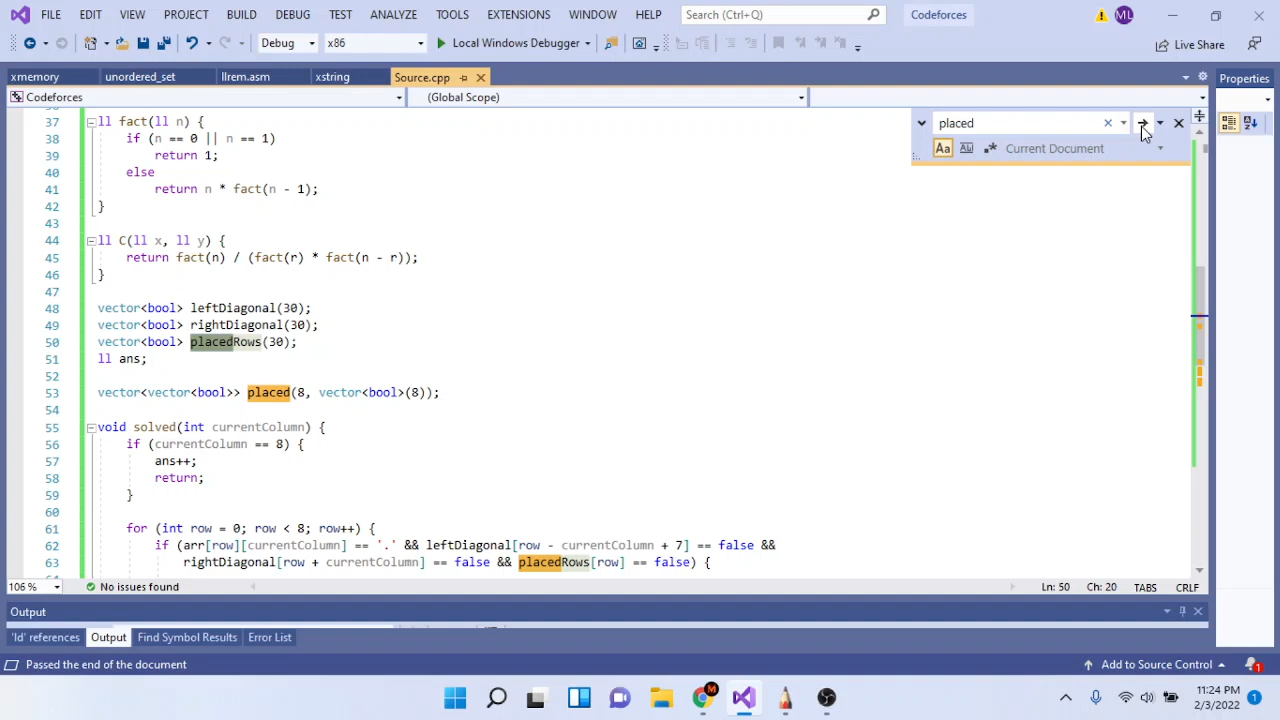 FILE EDIT VIEW PROJECT BUILD DEBUG TEST ANALYZE TOOLS EXTENSIONS WINDOW HELP Search (Ctrl+Q) Codeforces ML
Debug x86 Local Windows Debugger Live Share
xmemory unordered_set llrem.asm xstring Source.cpp Properties
Codeforces (Global Scope)
placed
Aa Ab Current Document
37 ll fact(ll n) {
38 if (n == 0 || n == 1)
39 return 1;
40 else
41 return n * fact(n - 1);
42 }
43
44 ll C(ll x, ll y) {
45 return fact(n) / (fact(r) * fact(n - r));
46 }
47
48 vector<bool> leftDiagonal(30);
49 vector<bool> rightDiagonal(30);
50 vector<bool> placedRows(30);
51 ll ans;
52
53 vector<vector<bool>> placed(8, vector<bool>(8));
54
55 void solved(int currentColumn) {
56 if (currentColumn == 8) {
57 ans++;
58 return;
59 }
60
61 for (int row = 0; row < 8; row++) {
62 if (arr[row][currentColumn] == '.' && leftDiagonal[row - currentColumn + 7] == false &&
63 rightDiagonal[row + currentColumn] == false && placedRows[row] == false) {
106 % No issues found Ln: 50 Ch: 20 TABS CRLF
Output
'ld' references Output Find Symbol Results Error List
Passed the end of the document Add to Source Control 1
M 11:24 PM
2/3/2022 1